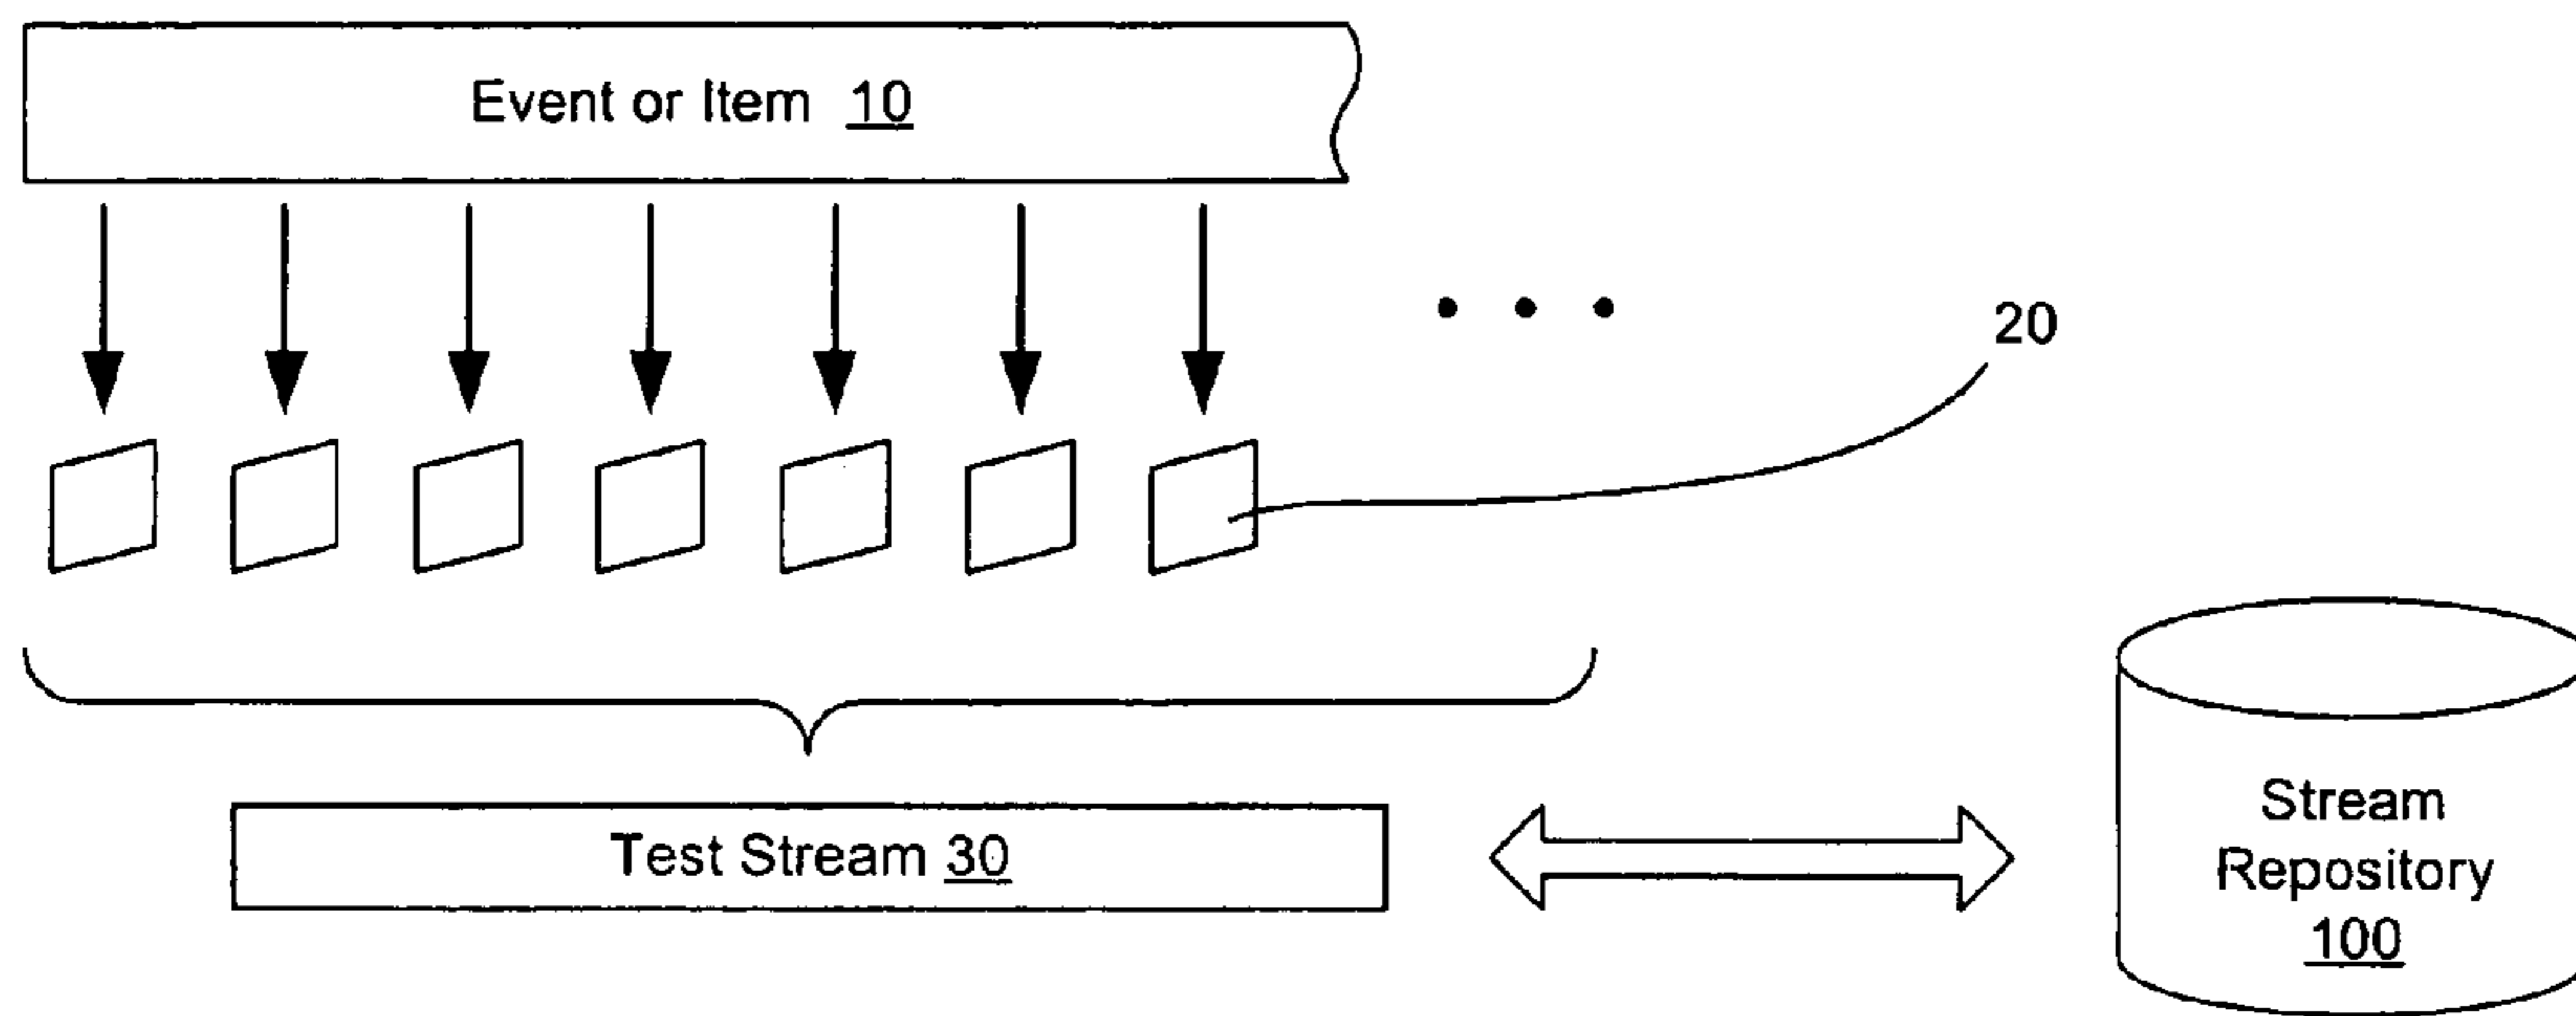 Event or Item 10
20
Test Stream 30
Stream
Repository
100